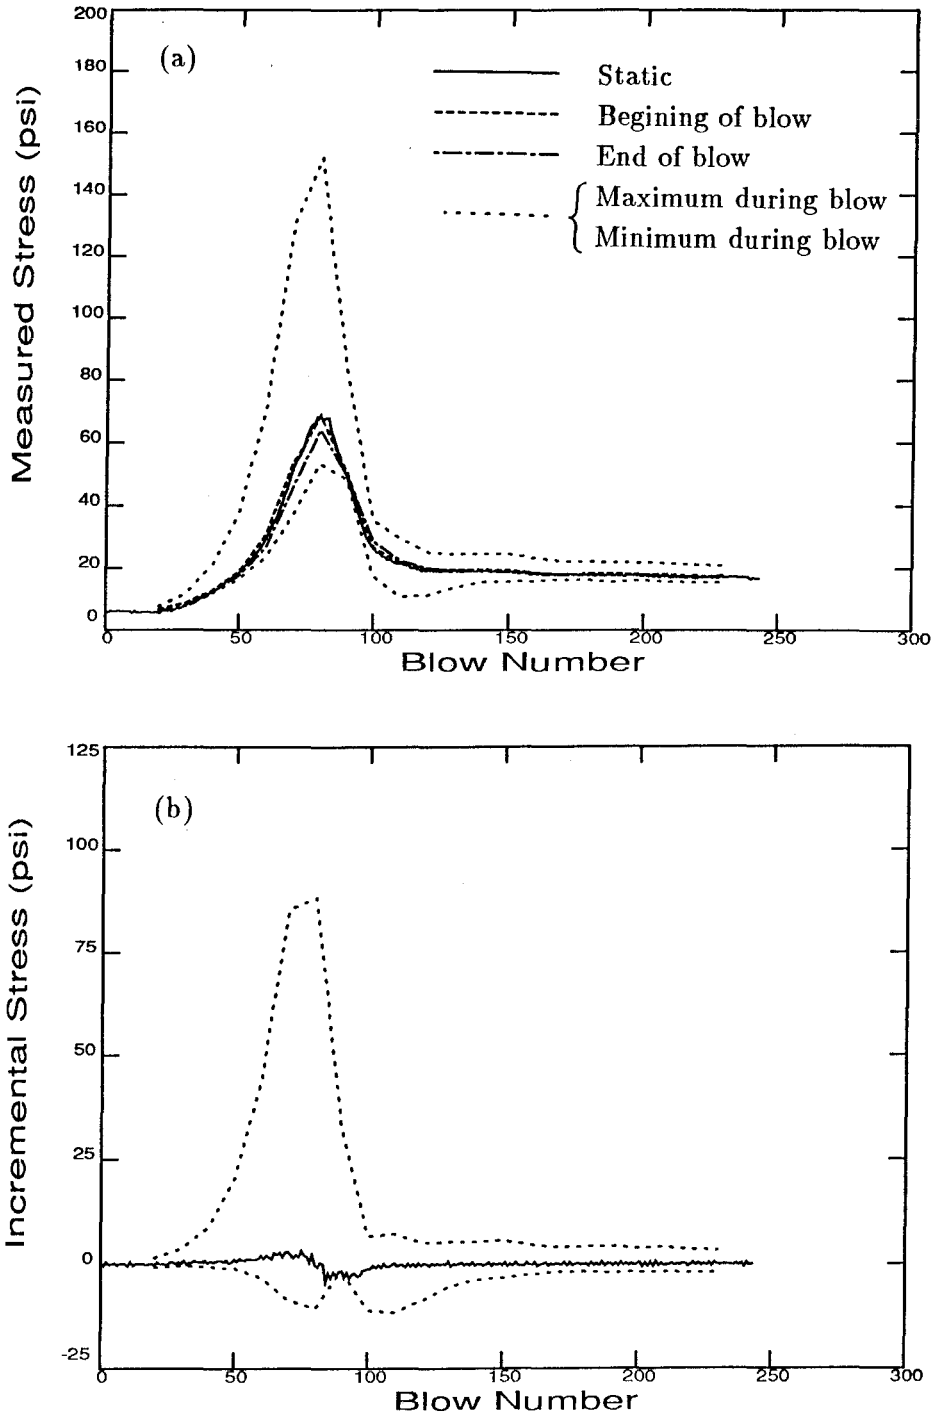 200
180
160
140
120
100
80
60
40
20
0
Measured Stress (psi)
(a)
Static
Begining of blow
End of blow
Maximum during blow
Minimum during blow
0 50 100 150 200 250 300
Blow Number
125
100
75
50
25
0
-25
Incremental Stress (psi)
(b)
0 50 100 150 200 250 300
Blow Number